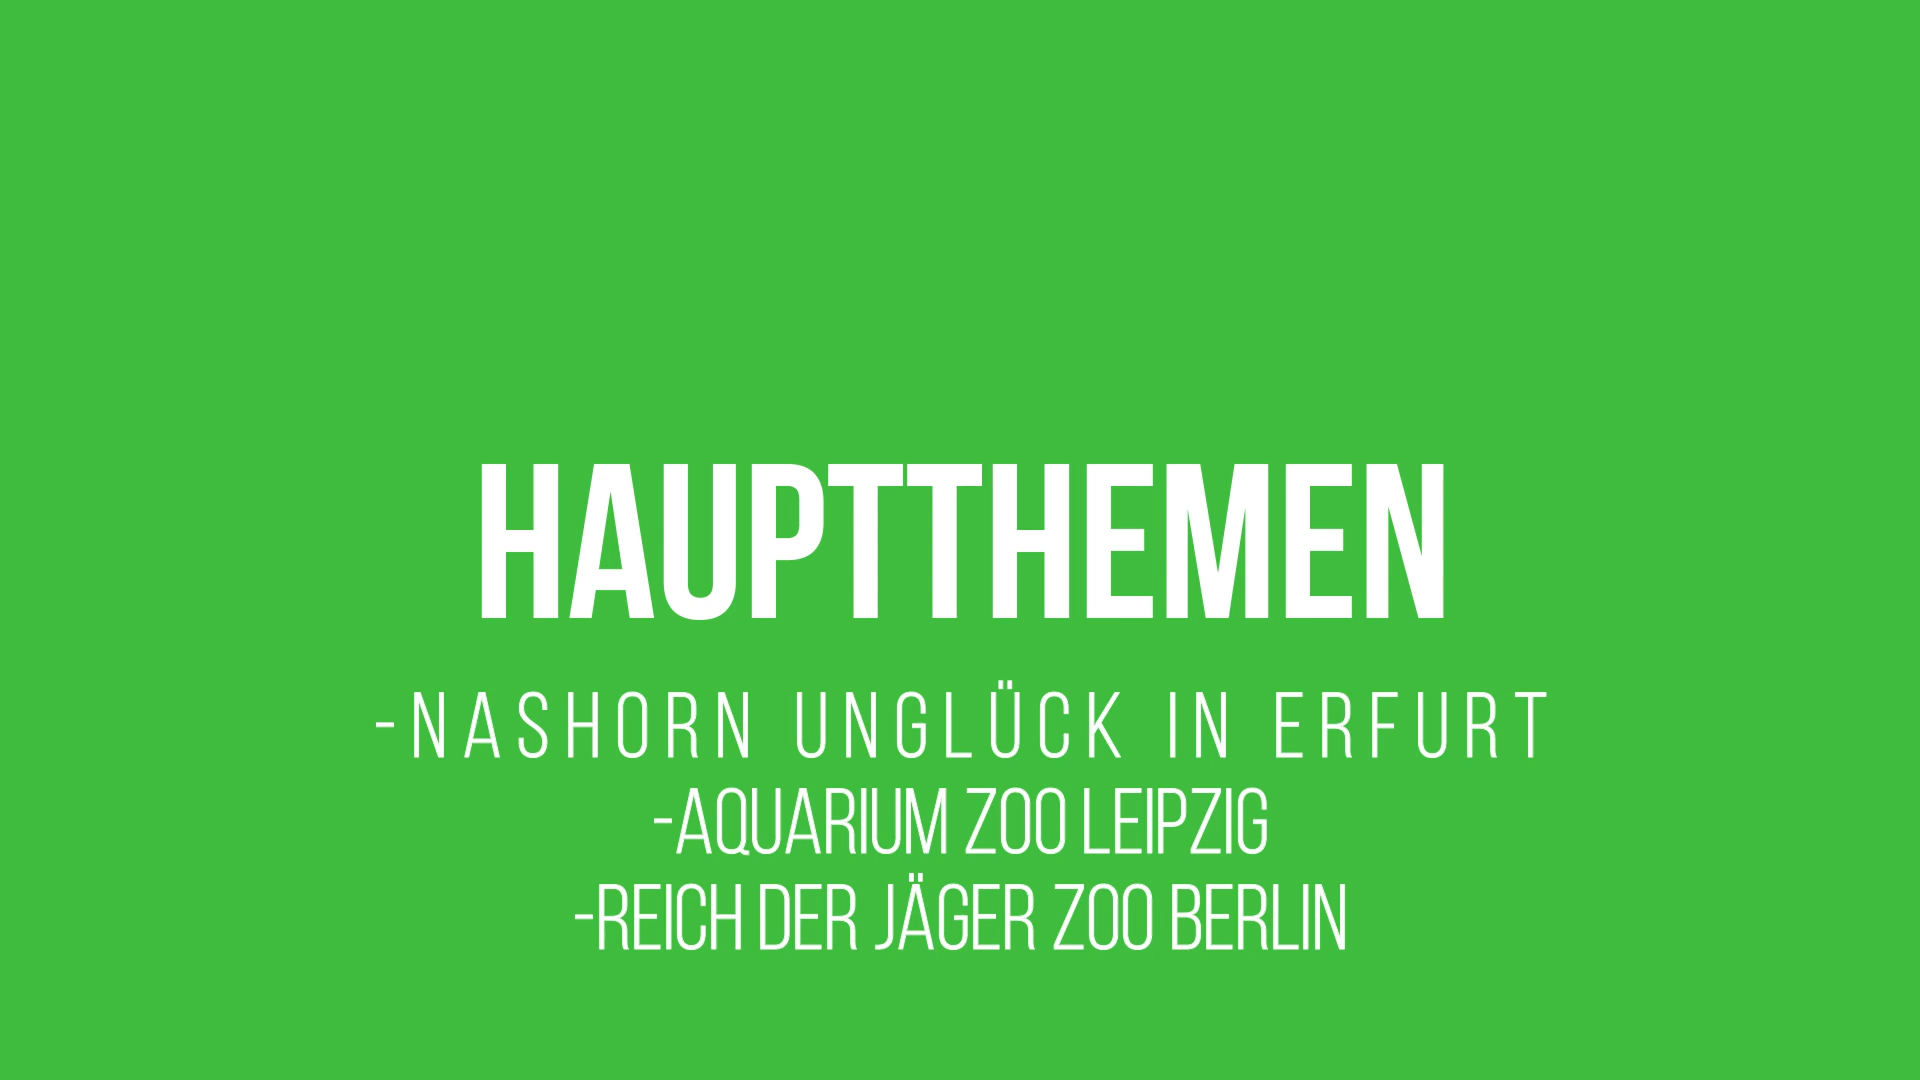 HAUPTTHEMEN
-NASHORN UNGLÜCK IN ERFURT
-AQUARIUM ZOO LEIPZIG
-REICH DER JÄGER ZOO BERLIN